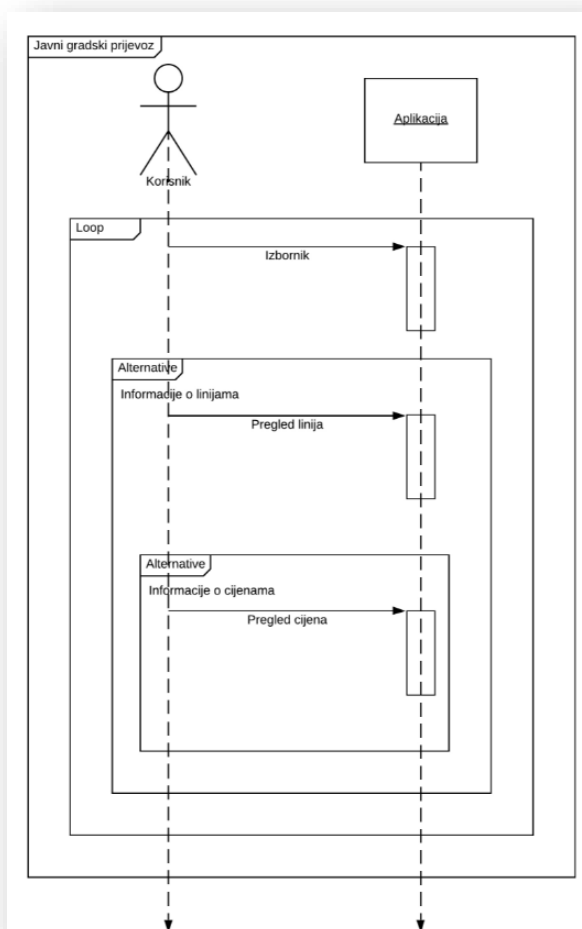 Javni gradski prijevoz
Aplikacija
Korisnik
Loop
Izbornik
Alternative
Informacije o linijama
Pregled linija
Alternative
Informacije o cijenama
Pregled cijena